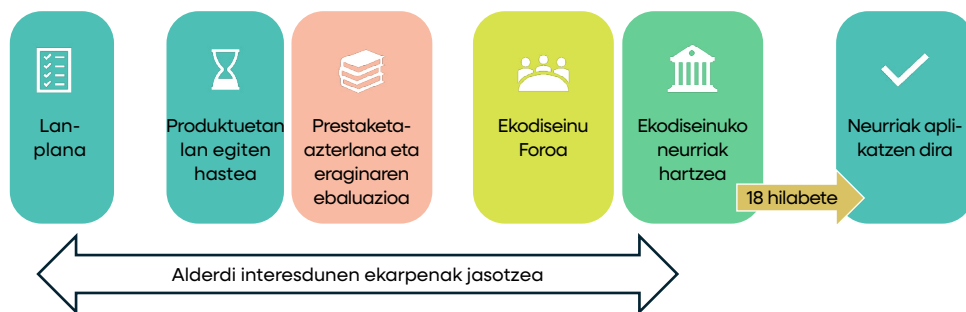 Lan-
plana
Produktuetan
lan egiten
hastea
Prestaketa-
azterlana eta
eraginaren
ebaluazioa
Ekodiseinu
Foroa
Ekodiseinuko
neurriak
hartzea
18 hilabete
Neurriak apli-
katzen dira
Alderdi interesdunen ekarpenak jasotzea